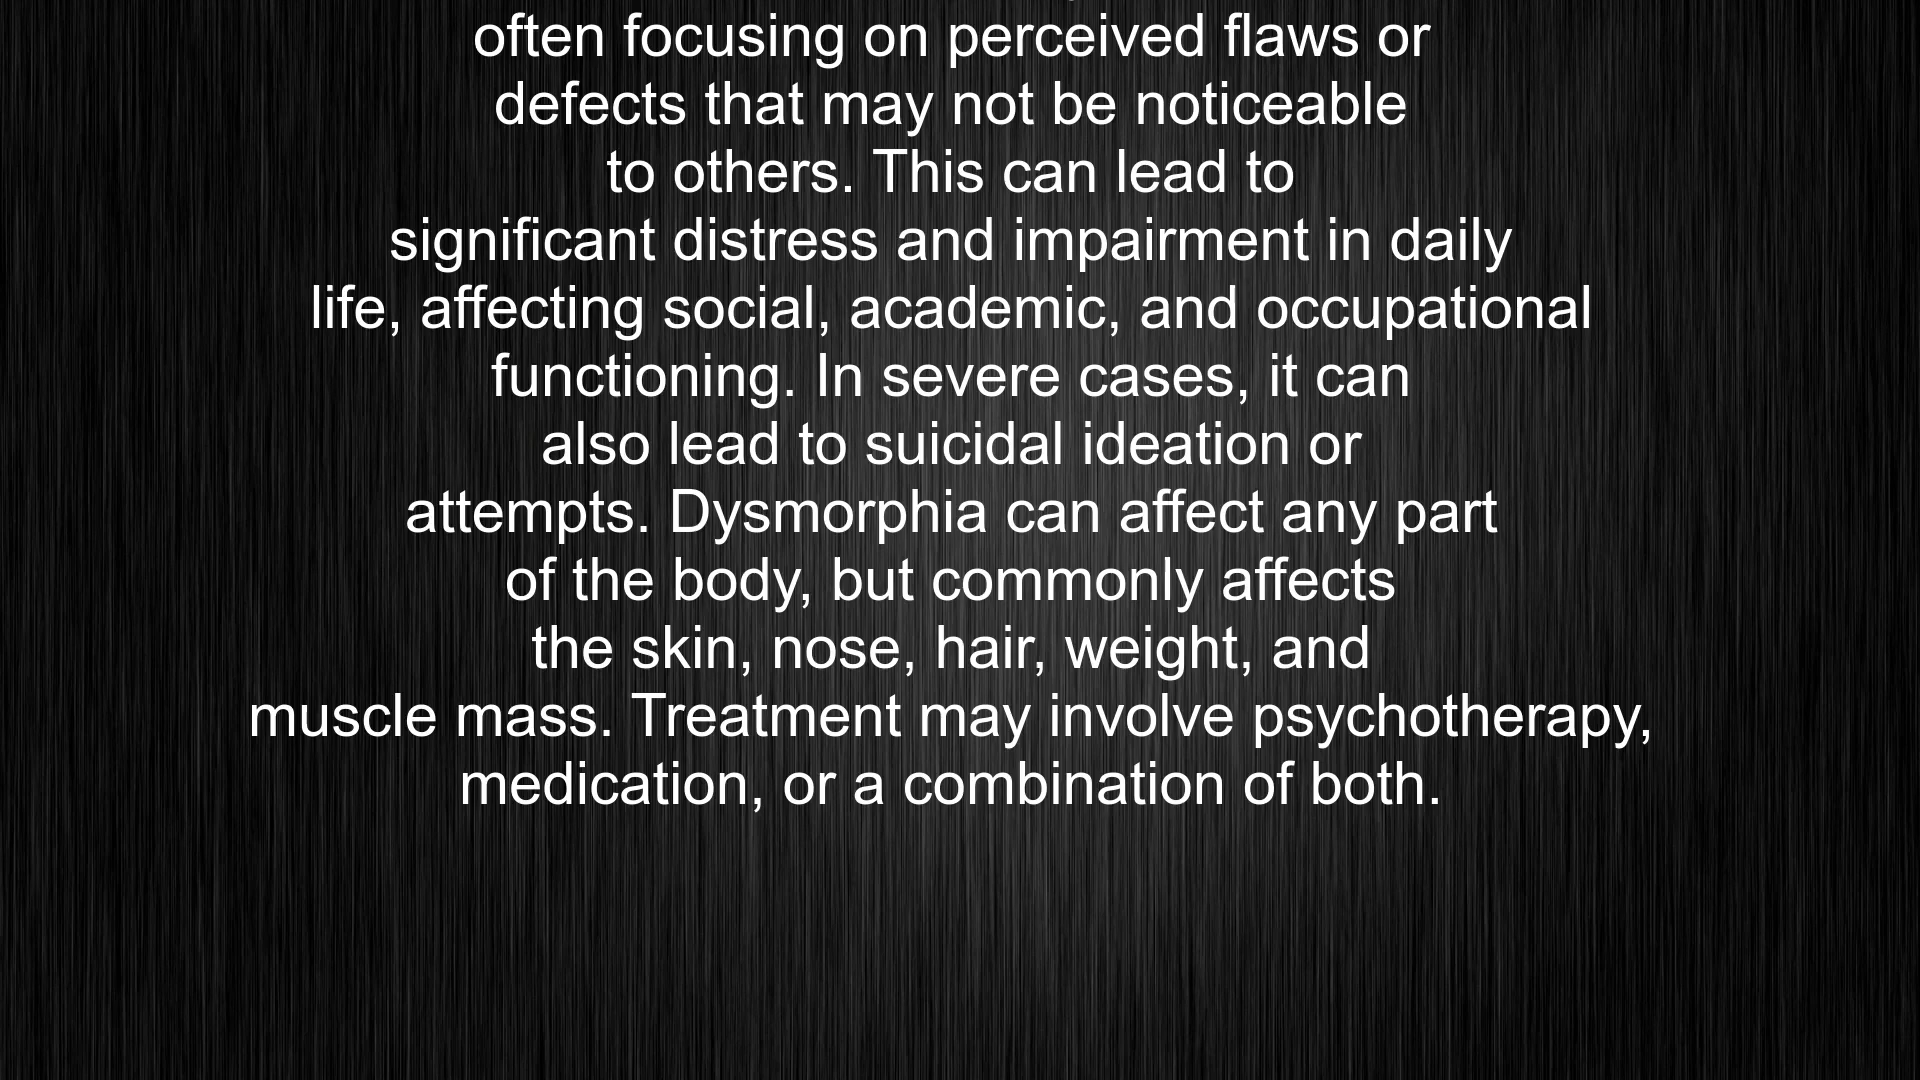 often focusing on perceived flaws or
defects that may not be noticeable
to others. This can lead to
significant distress and impairment in daily
life, affecting social, academic, and occupational
functioning. In severe cases, it can
also lead to suicidal ideation or
attempts. Dysmorphia can affect any part
of the body, but commonly affects
the skin, nose, hair, weight, and
muscle mass. Treatment may involve psychotherapy,
medication, or a combination of both.